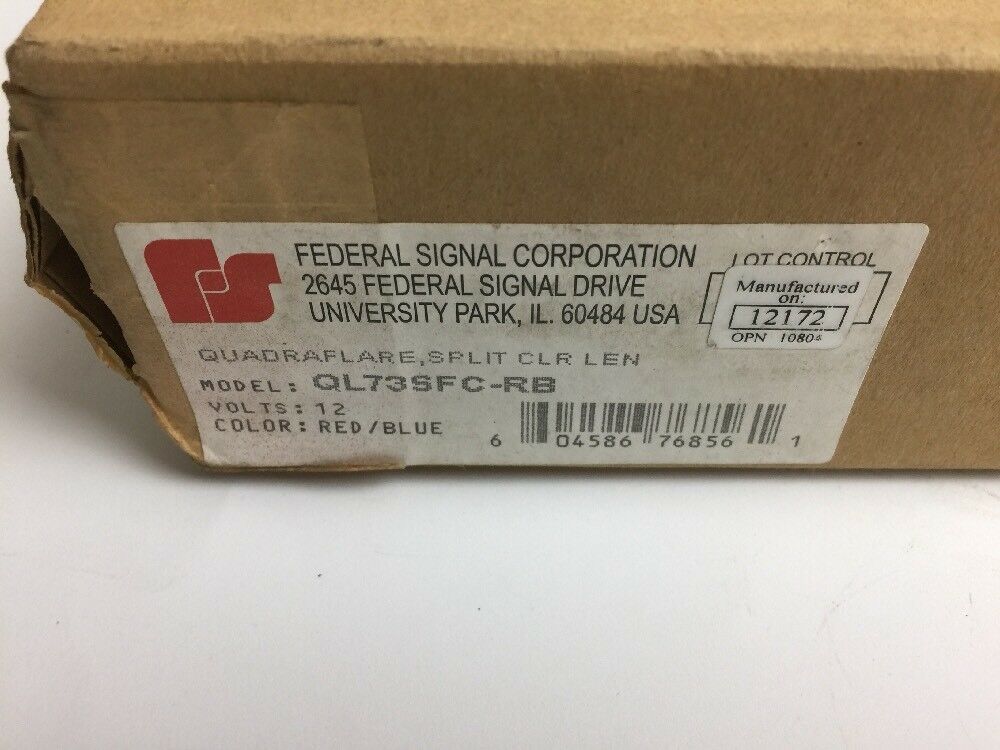 FEDERAL SIGNAL CORPORATION
2645 FEDERAL SIGNAL DRIVE
UNIVERSITY PARK, IL. 60484 USA
LOT CONTROL
Manufactured
on:
12172
OPN 1080
QUADRAFLARE,SPLIT CLR LEN
MODEL: QL73SFC-RB
VOLTS: 12
COLOR: RED/BLUE
6 04586 76856 1